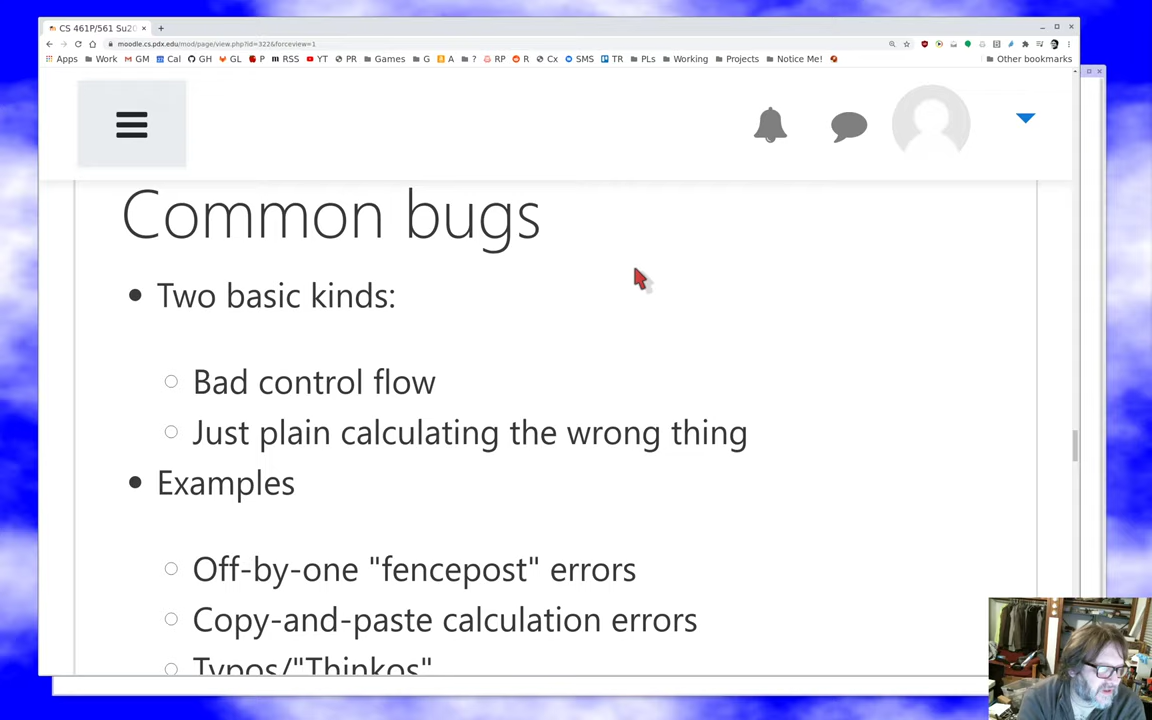 CS 461P/561 Su20
moodle.cs.pdx.edu/mod/page/view.php?id=322&forceview=1
Apps Work GM Cal GH GL P RSS YT PR Games G A ? RP R Cx SMS TR PLs Working Projects Notice Me! Other bookmarks
Common bugs
• Two basic kinds:
○ Bad control flow
○ Just plain calculating the wrong thing
• Examples
○ Off-by-one "fencepost" errors
○ Copy-and-paste calculation errors
○ Typos/"Thinkos"